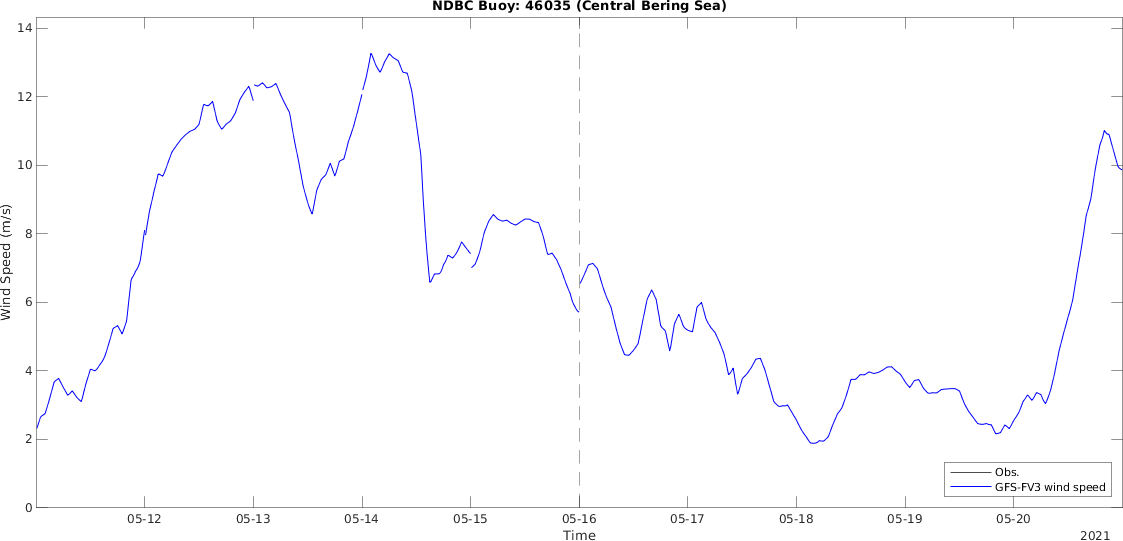 NDBC Buoy: 46035 (Central Bering Sea)
14
12
10
8
6
4
2
0
Wind Speed (m/s)
Obs.
GFS-FV3 wind speed
05-12 05-13 05-14 05-15 05-16 05-17 05-18 05-19 05-20
Time
2021